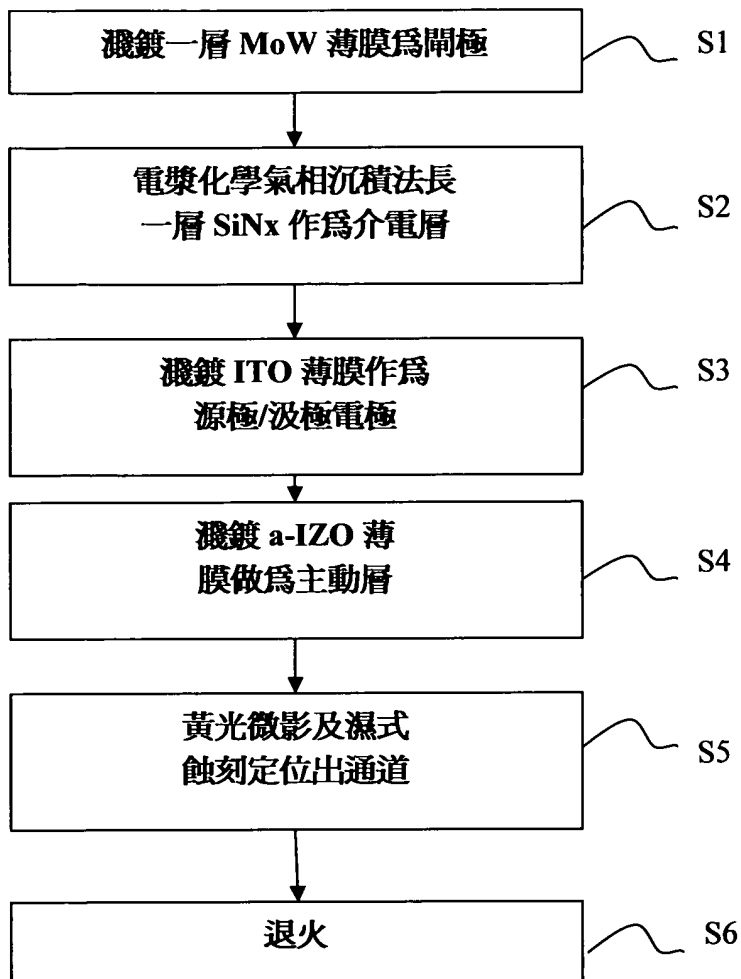 濺鍍一層 MoW 薄膜爲閘極
S1
電漿化學氣相沉積法長
一層 SiNx 作爲介電層
S2
濺鍍 ITO 薄膜作爲
源極/汲極電極
S3
濺鍍 a-IZO 薄
膜做爲主動層
S4
黃光微影及濕式
蝕刻定位出通道
S5
退火
S6